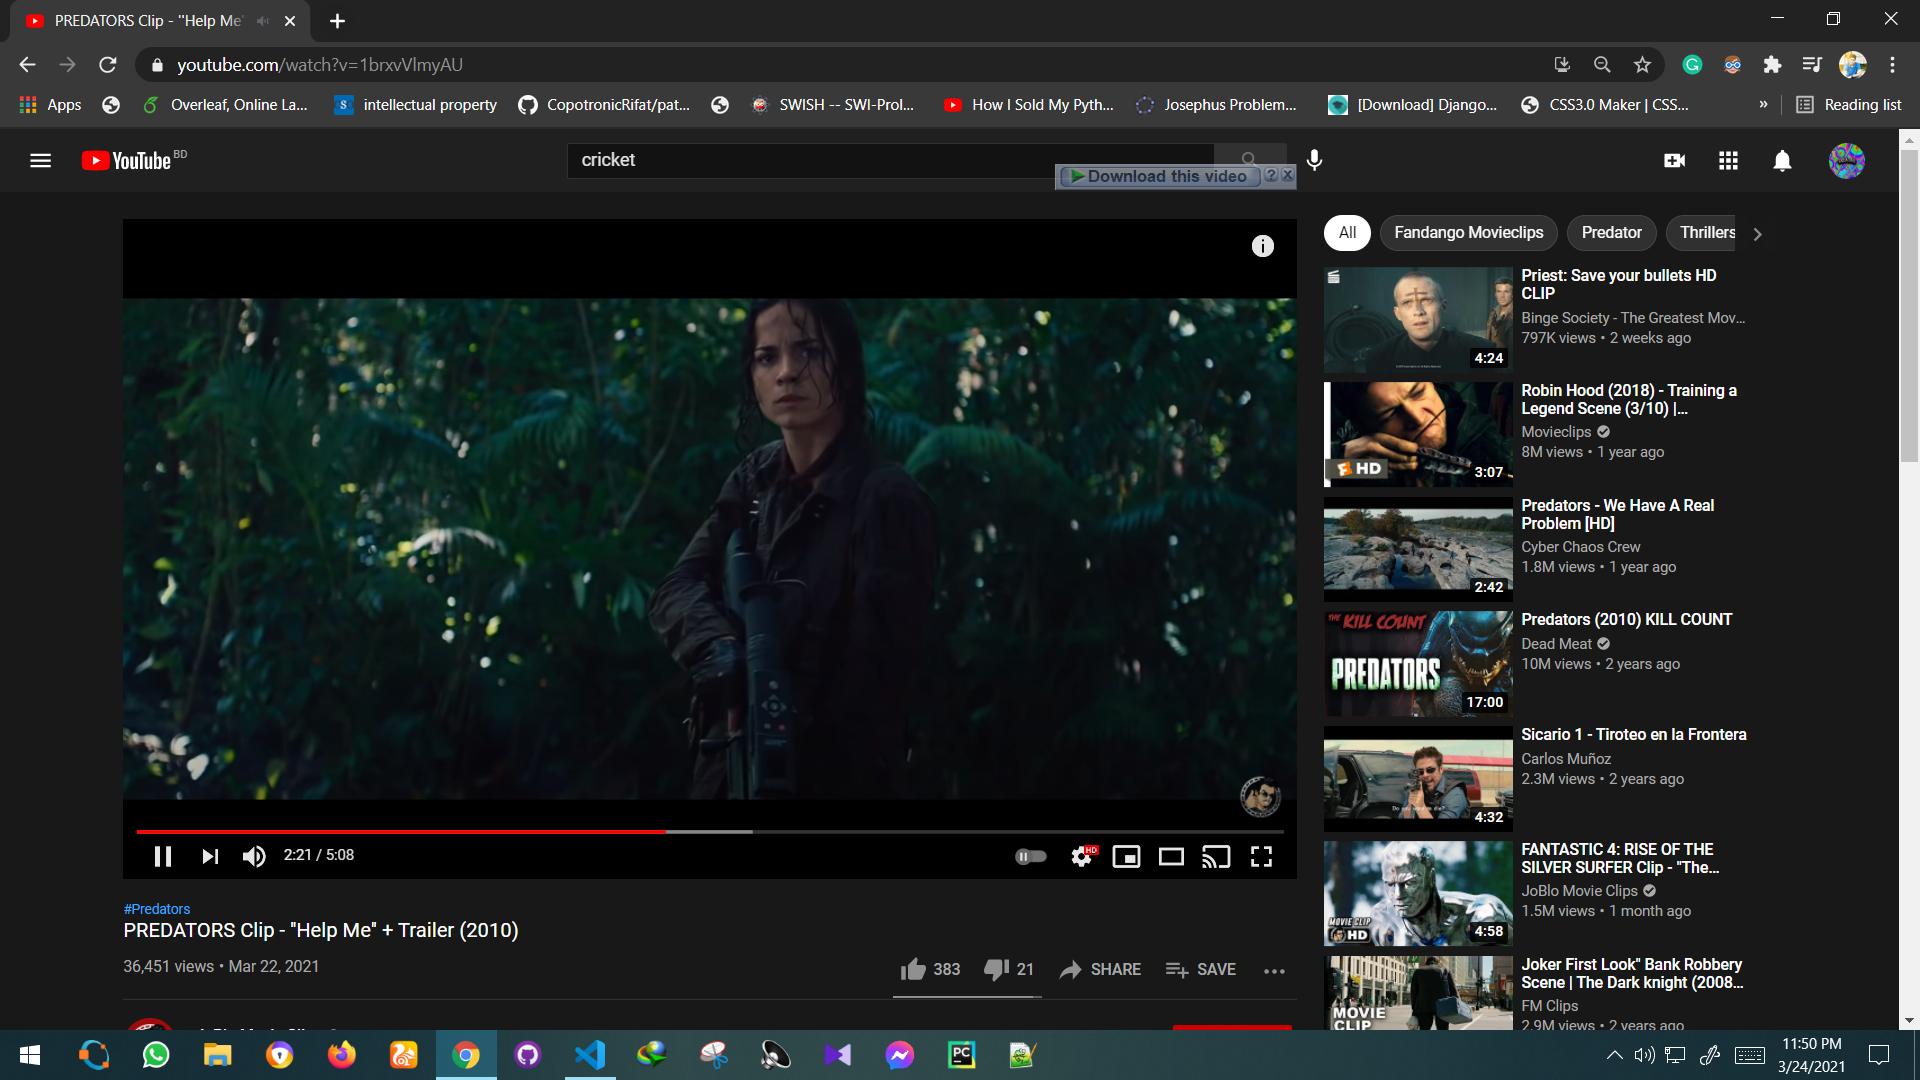 PREDATORS Clip - "Help Me"
youtube.com/watch?v=1brxvVlmyAU
Apps
Overleaf, Online La...
intellectual property
CopotronicRifat/pat...
SWISH -- SWI-Prol...
How I Sold My Pyth...
Josephus Problem...
[Download] Django...
CSS3.0 Maker | CSS...
»
Reading list
YouTube BD
cricket
Download this video ? X
All
Fandango Movieclips
Predator
Thrillers
Priest: Save your bullets HD
CLIP
Binge Society - The Greatest Mov...
797K views • 2 weeks ago
4:24
Robin Hood (2018) - Training a
Legend Scene (3/10) |...
Movieclips
8M views • 1 year ago
HD
3:07
Predators - We Have A Real
Problem [HD]
Cyber Chaos Crew
1.8M views • 1 year ago
2:42
THE KILL COUNT
PREDATORS
17:00
Predators (2010) KILL COUNT
Dead Meat
10M views • 2 years ago
Sicario 1 - Tiroteo en la Frontera
Carlos Muñoz
2.3M views • 2 years ago
4:32
FANTASTIC 4: RISE OF THE
SILVER SURFER Clip - "The...
JoBlo Movie Clips
1.5M views • 1 month ago
MOVIE CLIP
HD
4:58
Joker First Look" Bank Robbery
Scene | The Dark knight (2008...
FM Clips
2.9M views • 2 years ago
MOVIE
CLIP
2:21 / 5:08
HD
#Predators
PREDATORS Clip - "Help Me" + Trailer (2010)
36,451 views • Mar 22, 2021
383
21
SHARE
SAVE
PC
11:50 PM
3/24/2021